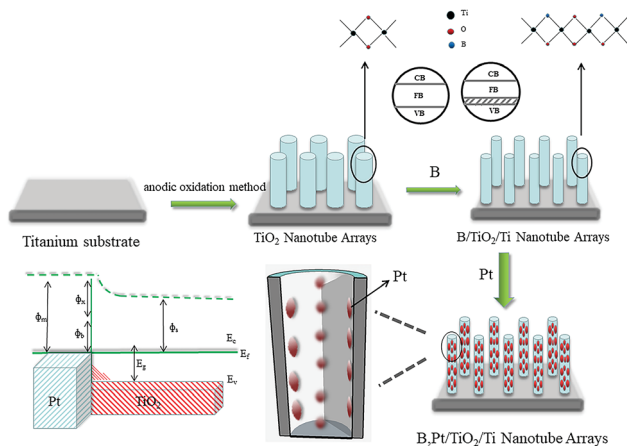 Ti
O
B
CB
FB
VB
CB
FB
VB
anodic oxidation method
B
Titanium substrate
TiO₂ Nanotube Arrays
B/TiO₂/Ti Nanotube Arrays
Pt
Pt
Φm
Φb
Φs
Ec
Ef
Eg
Ev
Pt
TiO₂
B,Pt/TiO₂/Ti Nanotube Arrays